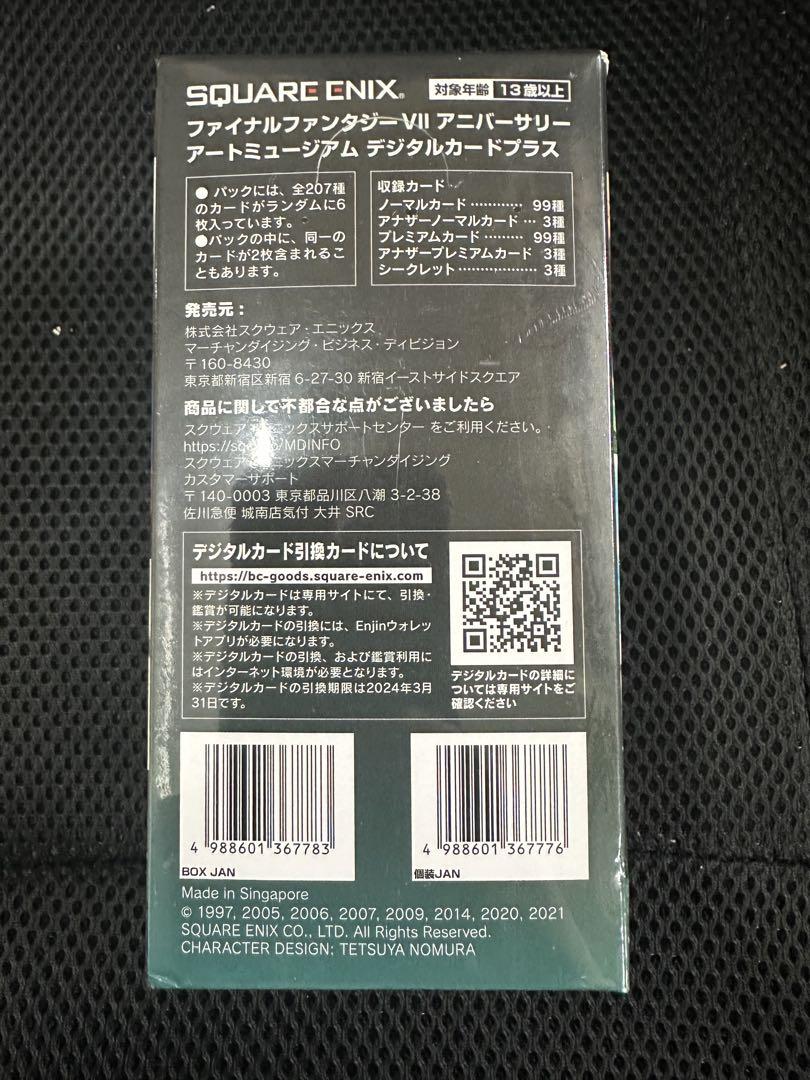 SQUARE ENIX®
対象年齢 13歳以上
ファイナルファンタジーVII アニバーサリー
アートミュージアム デジタルカードプラス
● パックには、全207種
のカードがランダムに6
枚入っています。
●パックの中に、同一の
カードが2枚含まれるこ
ともあります。
収録カード
ノーマルカード ………… 99種
アナザーノーマルカード … 3種
プレミアムカード ……… 99種
アナザープレミアムカード 3種
シークレット ……………… 3種
発売元：
株式会社スクウェア・エニックス
マーチャンダイジング・ビジネス・ディビジョン
〒160-8430
東京都新宿区新宿 6-27-30 新宿イーストサイドスクエア
商品に関して不都合な点がございましたら
スクウェア・エニックスサポートセンター をご利用ください。
https://sq /MDINFO
スクウェア・エニックスマーチャンダイジング
カスタマーサポート
〒140-0003 東京都品川区八潮 3-2-38
佐川急便 城南店気付 大井 SRC
デジタルカード引換カードについて
https://bc-goods.square-enix.com
※デジタルカードは専用サイトにて、引換・
鑑賞が可能になります。
※デジタルカードの引換には、Enjinウォレッ
トアプリが必要になります。
※デジタルカードの引換、および鑑賞利用に
はインターネット環境が必要となります。
※デジタルカードの引換期限は2024年3月
31日です。
デジタルカードの詳細に
ついては専用サイトをご
確認ください
4 988601 367783
BOX JAN
4 988601 367776
個装JAN
Made in Singapore
© 1997, 2005, 2006, 2007, 2009, 2014, 2020, 2021
SQUARE ENIX CO., LTD. All Rights Reserved.
CHARACTER DESIGN: TETSUYA NOMURA